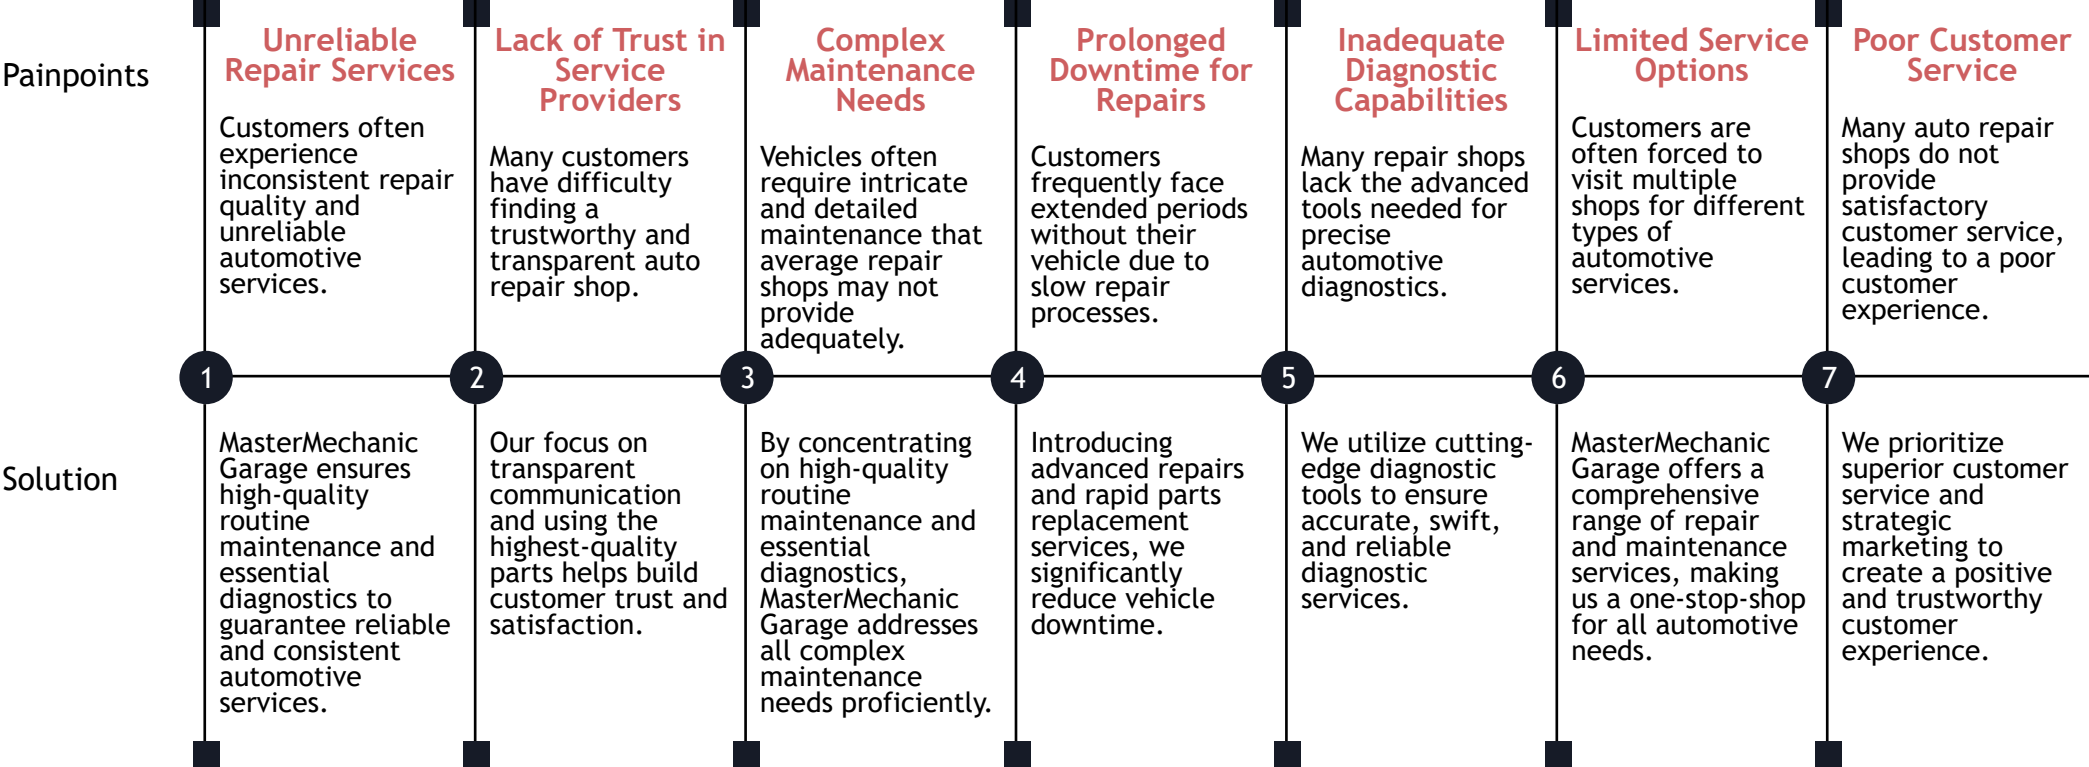 Painpoints
Unreliable
Repair Services
Customers often
experience
inconsistent repair
quality and
unreliable
automotive
services.
Lack of Trust in
Service
Providers
Many customers
have difficulty
finding a
trustworthy and
transparent auto
repair shop.
Complex
Maintenance
Needs
Vehicles often
require intricate
and detailed
maintenance that
average repair
shops may not
provide
adequately.
Prolonged
Downtime for
Repairs
Customers
frequently face
extended periods
without their
vehicle due to
slow repair
processes.
Inadequate
Diagnostic
Capabilities
Many repair shops
lack the advanced
tools needed for
precise
automotive
diagnostics.
Limited Service
Options
Customers are
often forced to
visit multiple
shops for different
types of
automotive
services.
Poor Customer
Service
Many auto repair
shops do not
provide
satisfactory
customer service,
leading to a poor
customer
experience.
1
2
3
4
5
6
7
Solution
MasterMechanic
Garage ensures
high-quality
routine
maintenance and
essential
diagnostics to
guarantee reliable
and consistent
automotive
services.
Our focus on
transparent
communication
and using the
highest-quality
parts helps build
customer trust and
satisfaction.
By concentrating
on high-quality
routine
maintenance and
essential
diagnostics,
MasterMechanic
Garage addresses
all complex
maintenance
needs proficiently.
Introducing
advanced repairs
and rapid parts
replacement
services, we
significantly
reduce vehicle
downtime.
We utilize cutting-
edge diagnostic
tools to ensure
accurate, swift,
and reliable
diagnostic
services.
MasterMechanic
Garage offers a
comprehensive
range of repair
and maintenance
services, making
us a one-stop-shop
for all automotive
needs.
We prioritize
superior customer
service and
strategic
marketing to
create a positive
and trustworthy
customer
experience.